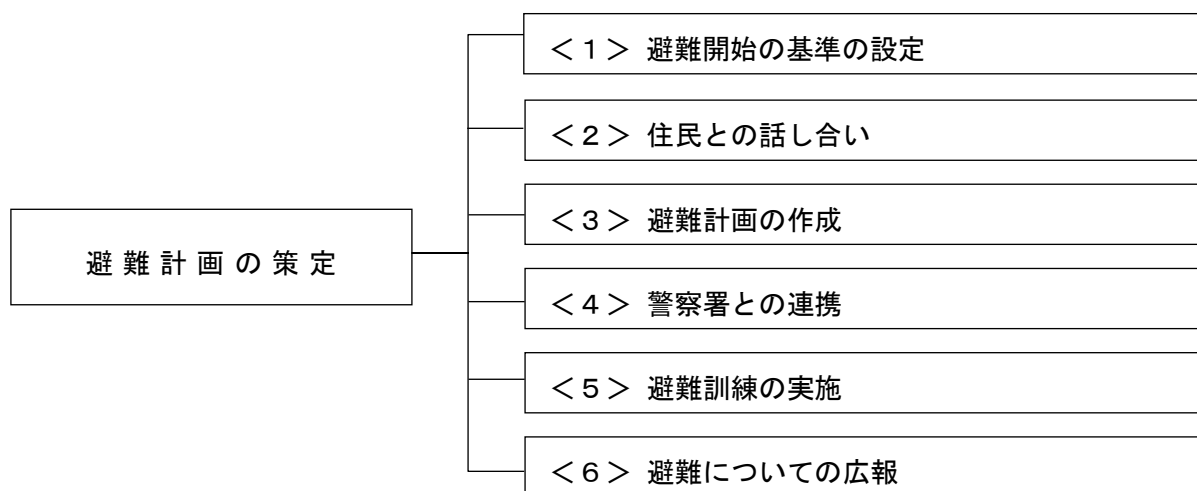 避難計画の策定
＜１＞ 避難開始の基準の設定
＜２＞ 住民との話し合い
＜３＞ 避難計画の作成
＜４＞ 警察署との連携
＜５＞ 避難訓練の実施
＜６＞ 避難についての広報